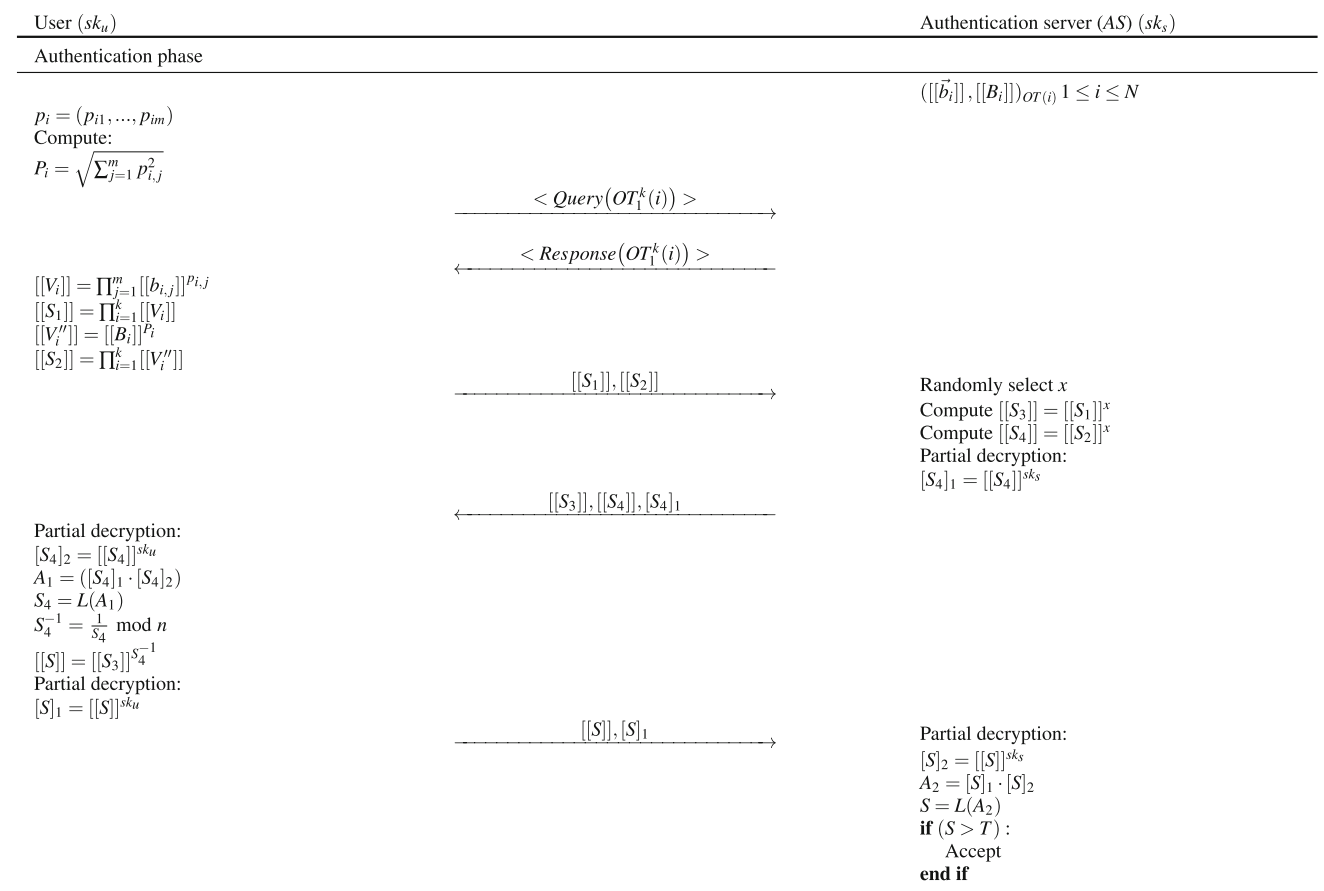 User (sk_u)
Authentication server (AS) (sk_s)
Authentication phase
([[b⃗_i]], [[B_i]])_{OT(i)} 1 ≤ i ≤ N
p_i = (p_{i1}, ..., p_{im})
Compute:
P_i = √(∑_{j=1}^{m} p_{i,j}^2)
< Query(OT_1^k(i)) >
< Response(OT_1^k(i)) >
[[V_i]] = ∏_{j=1}^{m} [[b_{i,j}]]^{p_{i,j}}
[[S_1]] = ∏_{i=1}^{k} [[V_i]]
[[V_i'']] = [[B_i]]^{P_i}
[[S_2]] = ∏_{i=1}^{k} [[V_i'']]
[[S_1]], [[S_2]]
Randomly select x
Compute [[S_3]] = [[S_1]]^x
Compute [[S_4]] = [[S_2]]^x
Partial decryption:
[S_4]_1 = [[S_4]]^{sk_s}
[[S_3]], [[S_4]], [S_4]_1
Partial decryption:
[S_4]_2 = [[S_4]]^{sk_u}
A_1 = ([S_4]_1 · [S_4]_2)
S_4 = L(A_1)
S_4^{-1} = 1/S_4 mod n
[[S]] = [[S_3]]^{S_4^{-1}}
Partial decryption:
[S]_1 = [[S]]^{sk_u}
[[S]], [S]_1
Partial decryption:
[S]_2 = [[S]]^{sk_s}
A_2 = [S]_1 · [S]_2
S = L(A_2)
if (S > T) :
Accept
end if